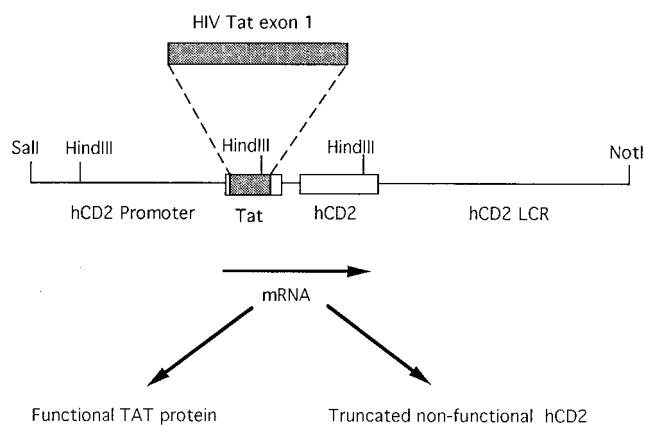 HIV Tat exon 1
SalI HindIII HindIII HindIII NotI
hCD2 Promoter Tat hCD2 hCD2 LCR
mRNA
Functional TAT protein Truncated non-functional hCD2